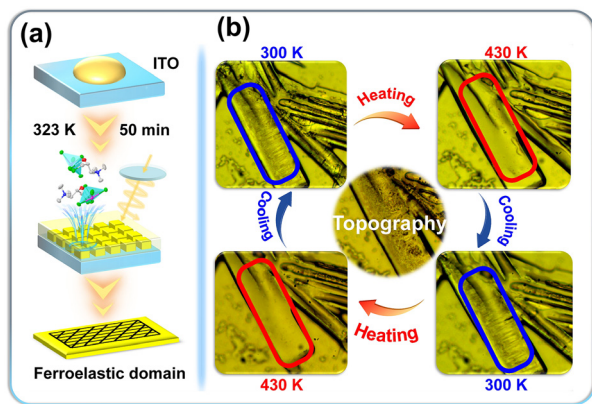 (a)
ITO
323 K 50 min
Ferroelastic domain
(b)
300 K
430 K
Heating
Cooling
Topography
Cooling
Heating
430 K
300 K